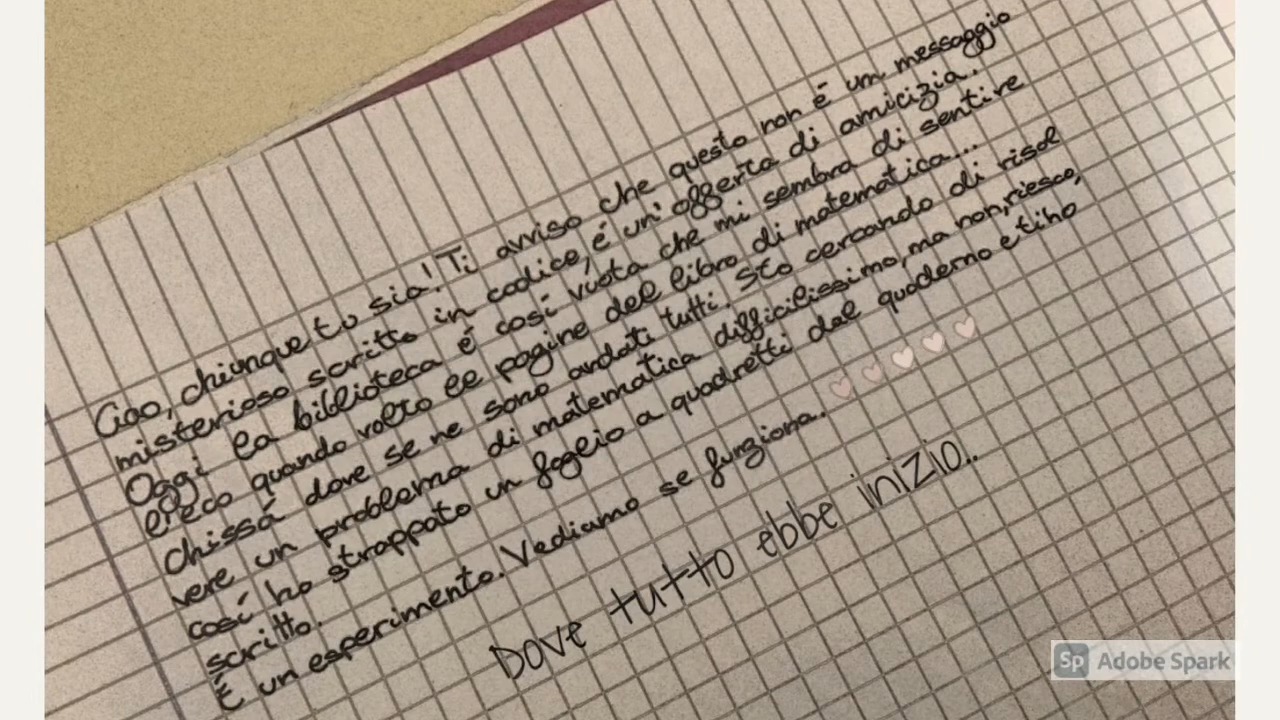 Ciao, chiunque tu sia! Ti avviso che questo non é un messaggio
misterioso scritto in codice, é un' offerta di amicizia.
Oggi la biblioteca é così vuota che mi sembra di sentire
l'eco quando volto le pagine del libro di matematica...
Chissá dove se ne sono andati tutti. Sto cercando di risol
vere un problema di matematica difficilissimo, ma non, riesco,
cosí ho strappato un foglio a quadretti dal quaderno e ti ho
scritto.
É un esperimento. Vediamo se funziona.
Dove tutto ebbe inizio..
Sp Adobe Spark